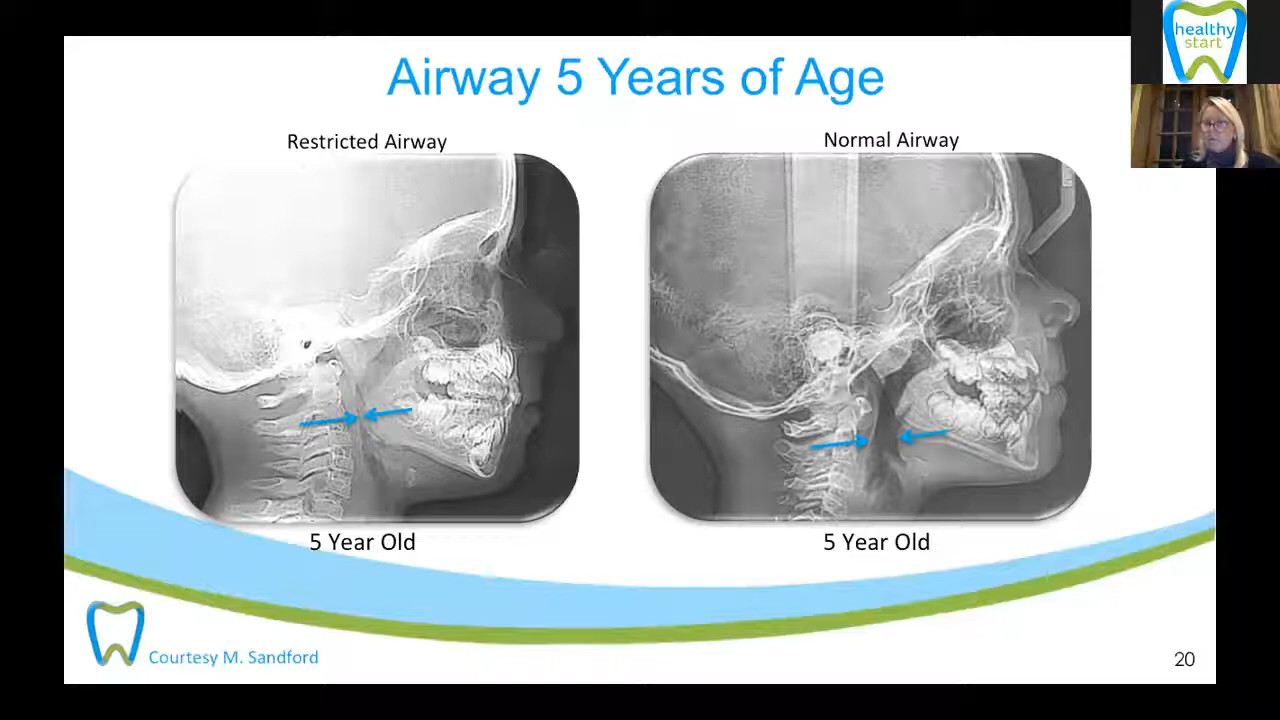 healthy
start
Airway 5 Years of Age
Restricted Airway
Normal Airway
5 Year Old
5 Year Old
Courtesy M. Sandford
20